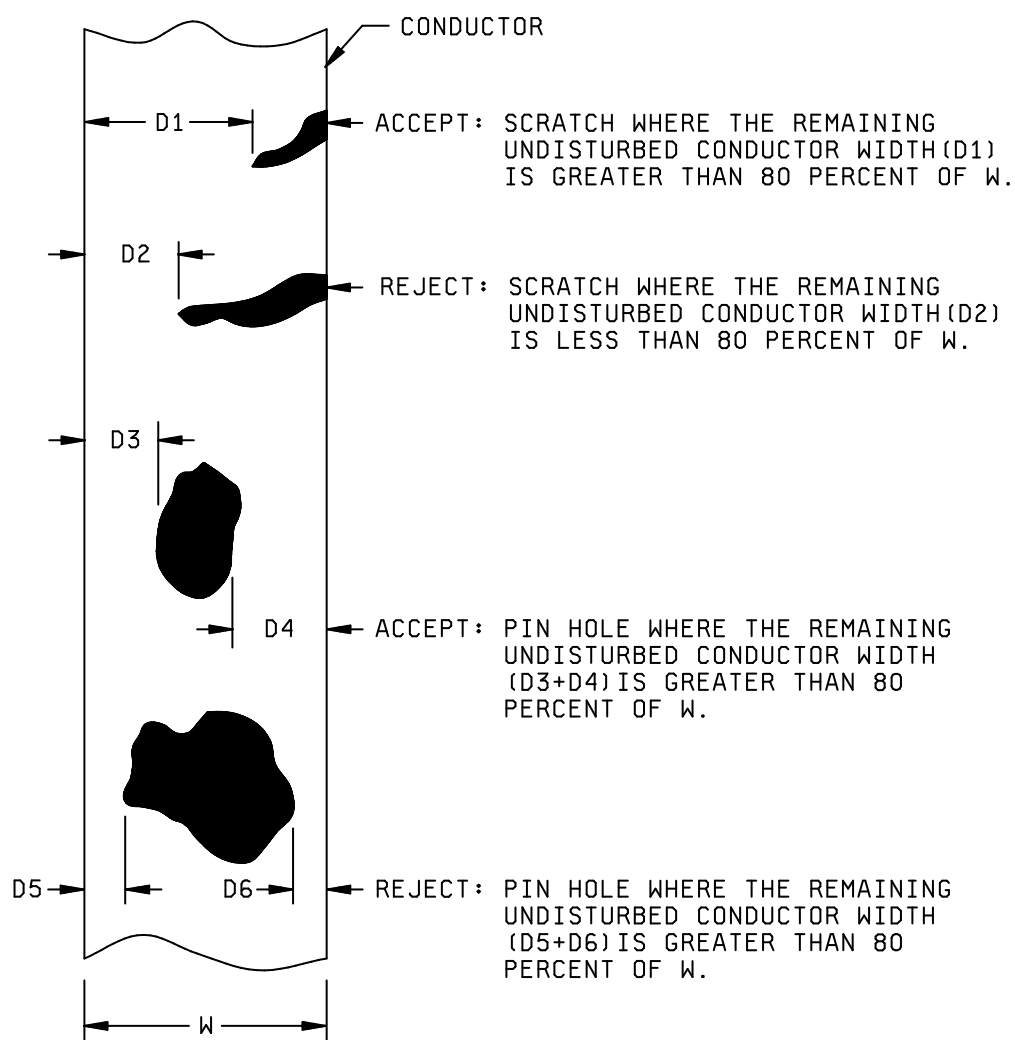 CONDUCTOR
D1
ACCEPT: SCRATCH WHERE THE REMAINING
UNDISTURBED CONDUCTOR WIDTH(D1)
IS GREATER THAN 80 PERCENT OF W.
D2
REJECT: SCRATCH WHERE THE REMAINING
UNDISTURBED CONDUCTOR WIDTH(D2)
IS LESS THAN 80 PERCENT OF W.
D3
D4
ACCEPT: PIN HOLE WHERE THE REMAINING
UNDISTURBED CONDUCTOR WIDTH
(D3+D4)IS GREATER THAN 80
PERCENT OF W.
D5
D6
REJECT: PIN HOLE WHERE THE REMAINING
UNDISTURBED CONDUCTOR WIDTH
(D5+D6)IS GREATER THAN 80
PERCENT OF W.
W